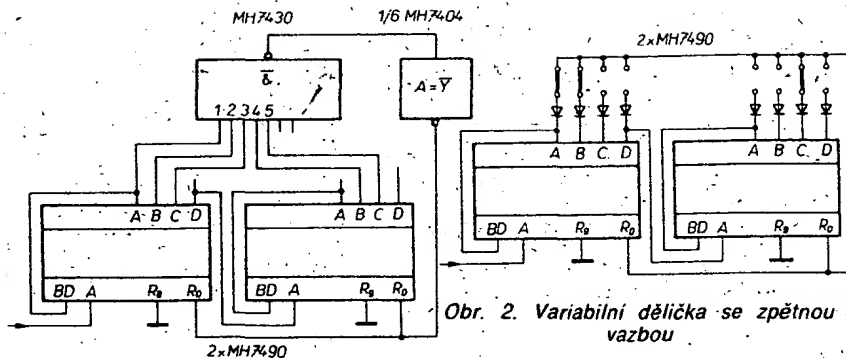 MH7430
1/6 MH7404
&
1 2 3 4 5
A = Y
A B C D
A B C D
BD A R9 R0
BD A R9 R0
2×MH7490
2×MH7490
A B C D
A B C D
BD A R9 R0
BD A R9 R0
Obr. 2. Variabilní dělička se zpětnou
vazbou